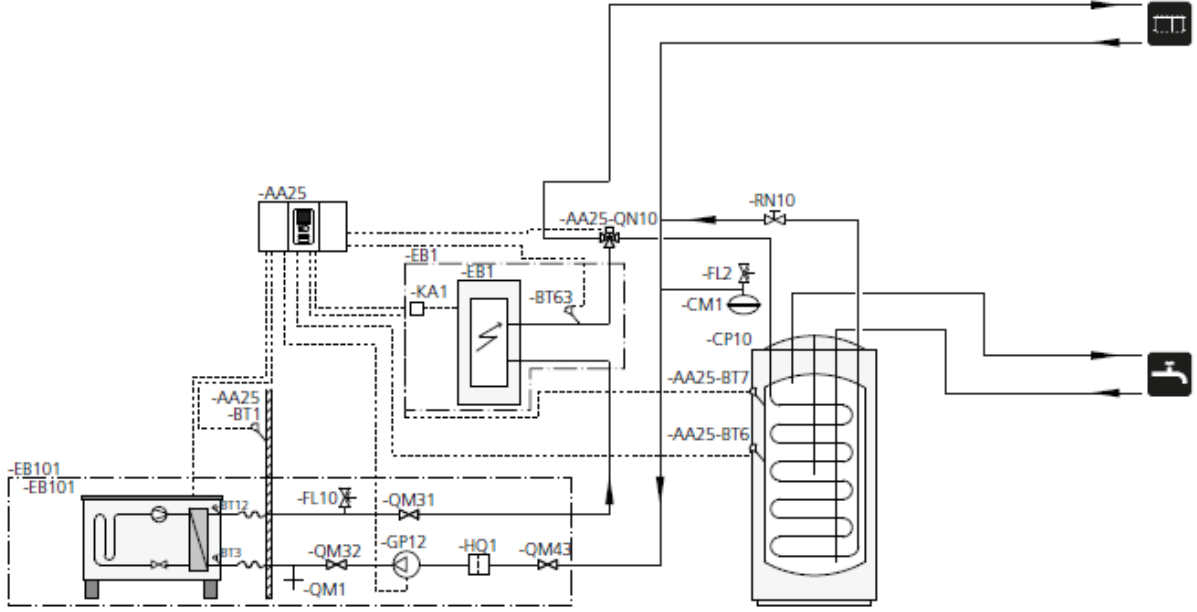 -AA25
-RN10
-AA25-QN10
-EB1
-EB1
-FL2
-KA1
-BT63
-CM1
-CP10
-AA25-BT7
-AA25
-BT1
-AA25-BT6
-EB101
-EB101
-FL10
-QM31
BT12
-GP12
-HQ1
-QM32
-QM43
BT3
-QM1